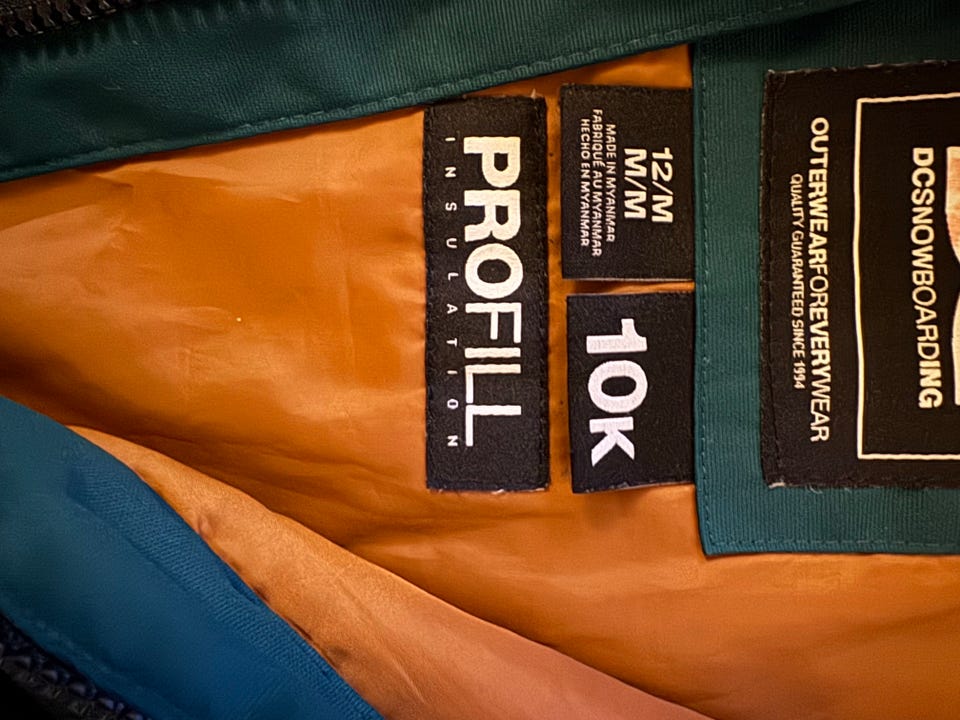 PROFILL
INSULATION
12/M
M/M
MADE IN MYANMAR
FABRIQUÉ AU MYANMAR
HECHO EN MYANMAR
10K
DCSNOWBOARDING
OUTERWEARFOREVERYWEAR
QUALITY GUARANTEED SINCE 1994